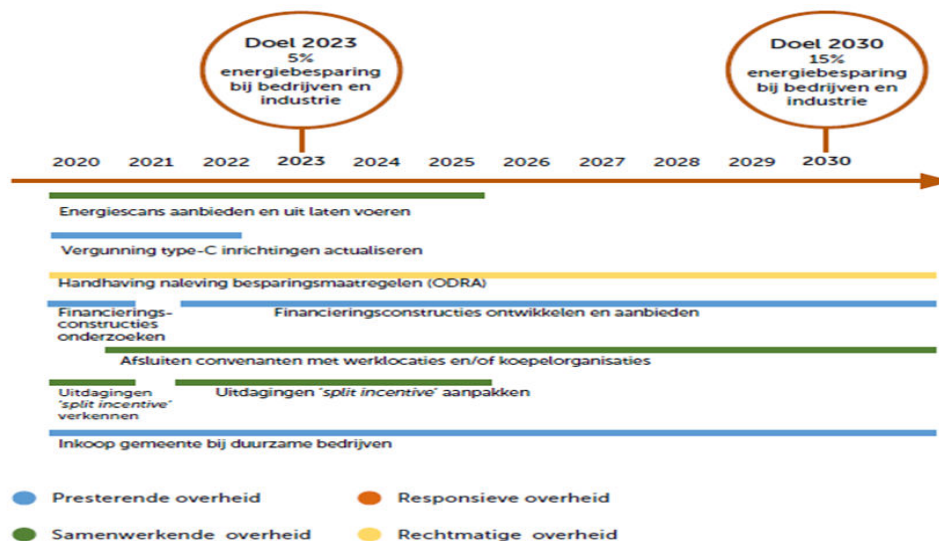 Doel 2023
5%
energiebesparing
bij bedrijven en
industrie
Doel 2030
15%
energiebesparing
bij bedrijven en
industrie
2020 2021 2022 2023 2024 2025 2026 2027 2028 2029 2030
Energiescans aanbieden en uit laten voeren
Vergunning type-C inrichtingen actualiseren
Handhaving naleving besparingsmaatregelen (ODRA)
Financierings-
constructies
onderzoeken
Financieringsconstructies ontwikkelen en aanbieden
Afsluiten convenanten met werklocaties en/of koepelorganisaties
Uitdagingen
'split incentive'
verkennen
Uitdagingen 'split incentive' aanpakken
Inkoop gemeente bij duurzame bedrijven
Presterende overheid
Responsieve overheid
Samenwerkende overheid
Rechtmatige overheid